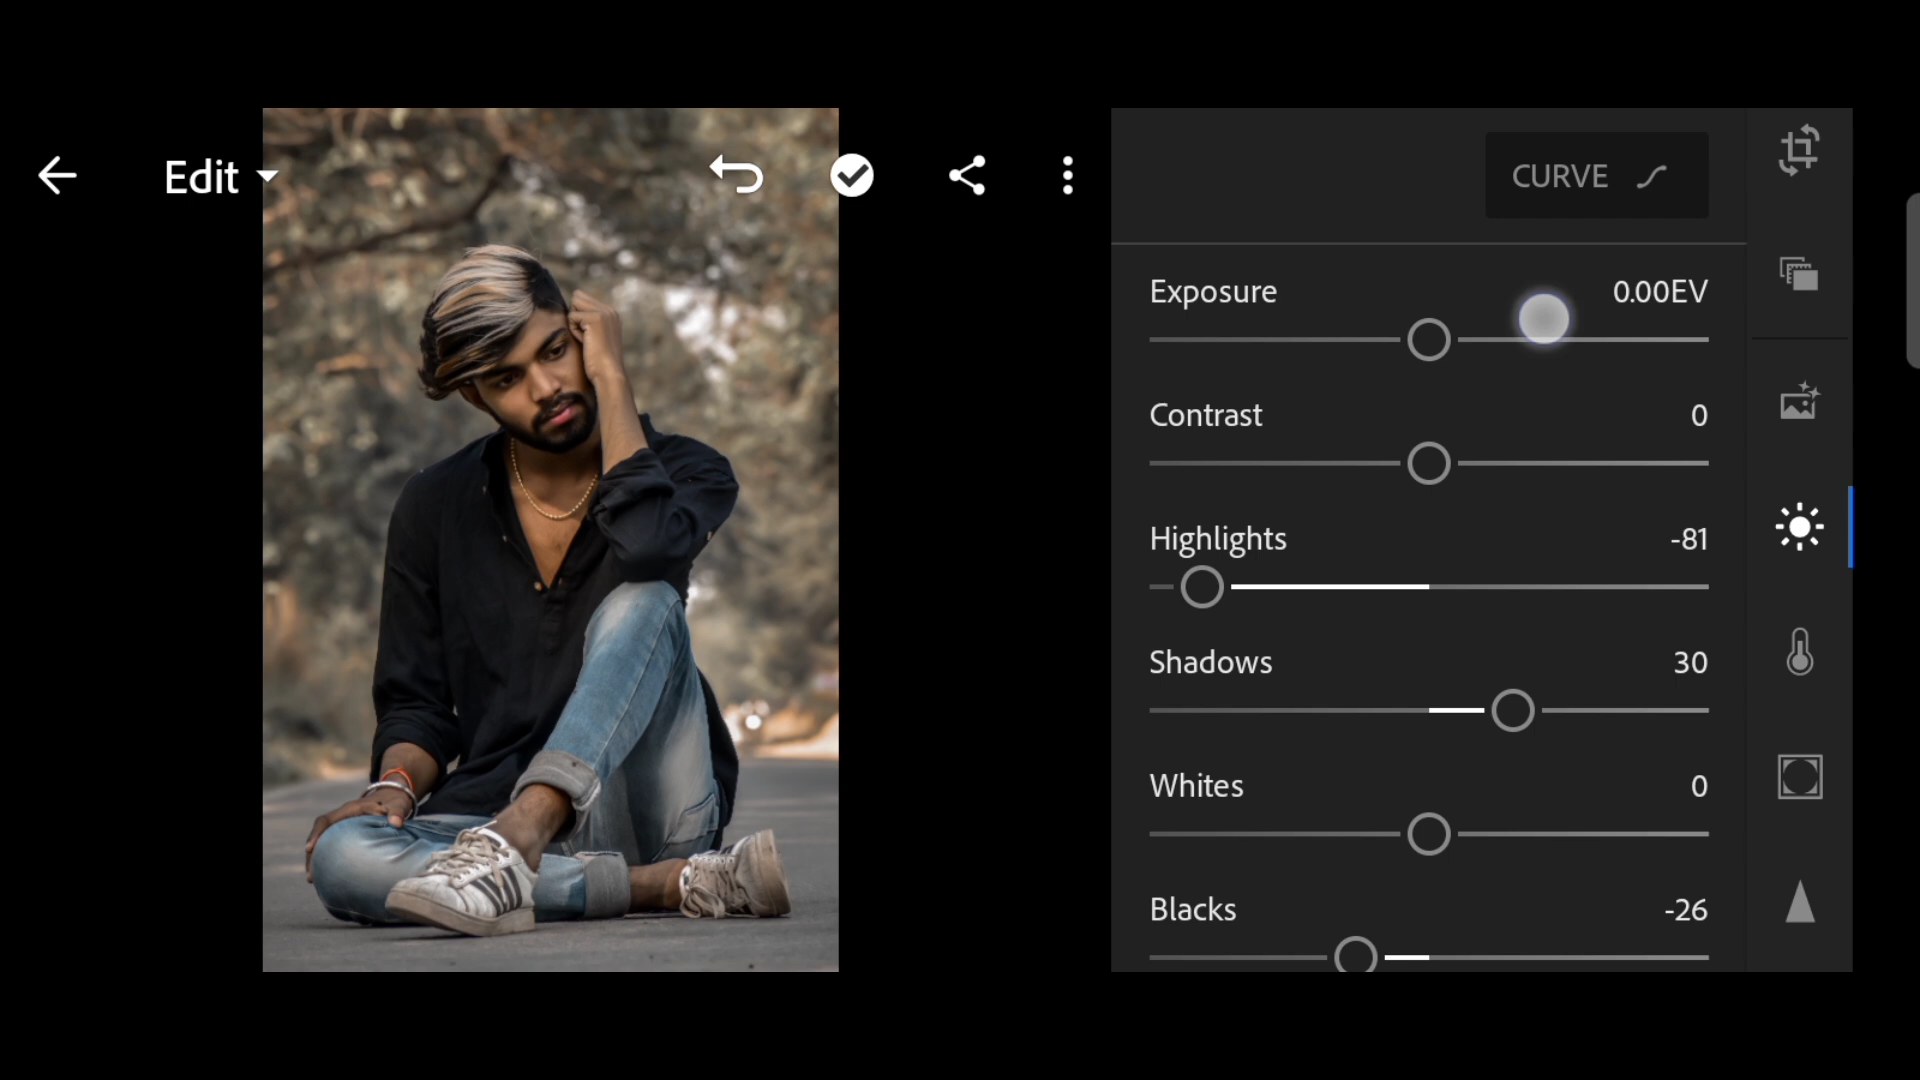 Edit
CURVE
Exposure 0.00EV
Contrast 0
Highlights -81
Shadows 30
Whites 0
Blacks -26